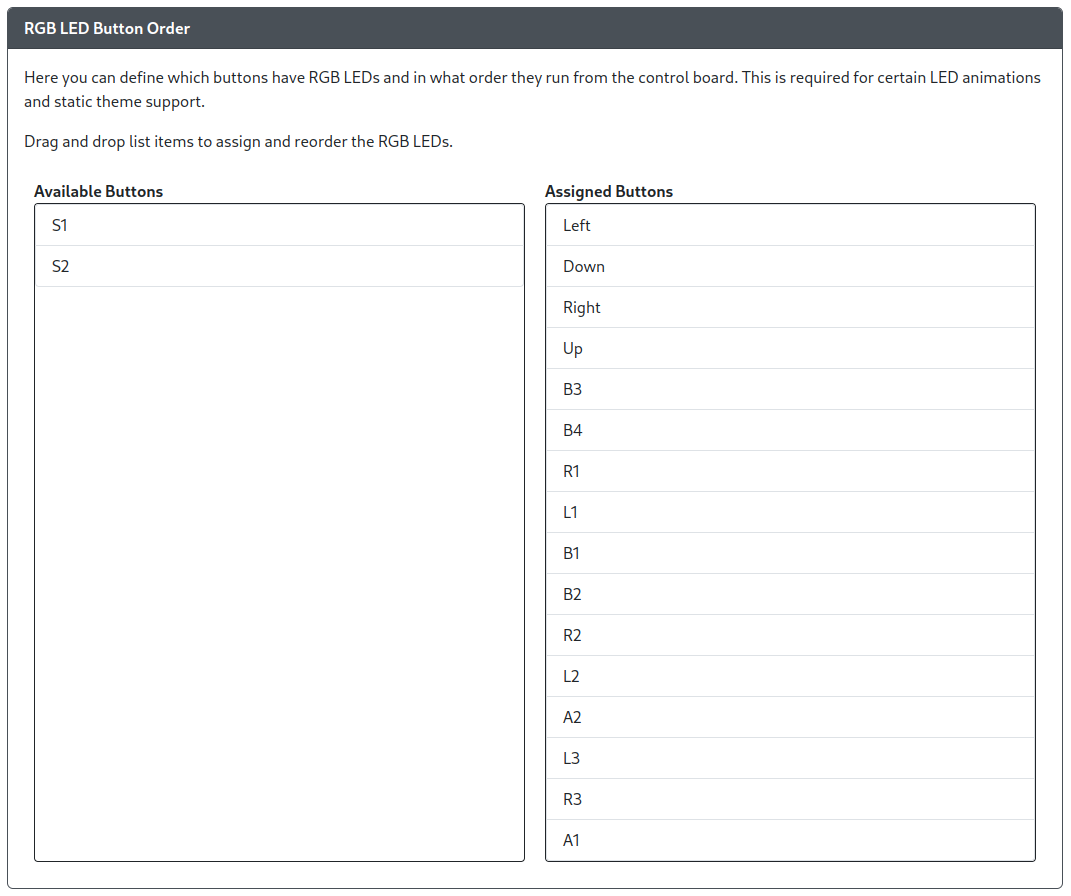 RGB LED Button Order
Here you can define which buttons have RGB LEDs and in what order they run from the control board. This is required for certain LED animations
and static theme support.
Drag and drop list items to assign and reorder the RGB LEDs.
Available Buttons
S1
S2
Assigned Buttons
Left
Down
Right
Up
B3
B4
R1
L1
B1
B2
R2
L2
A2
L3
R3
A1